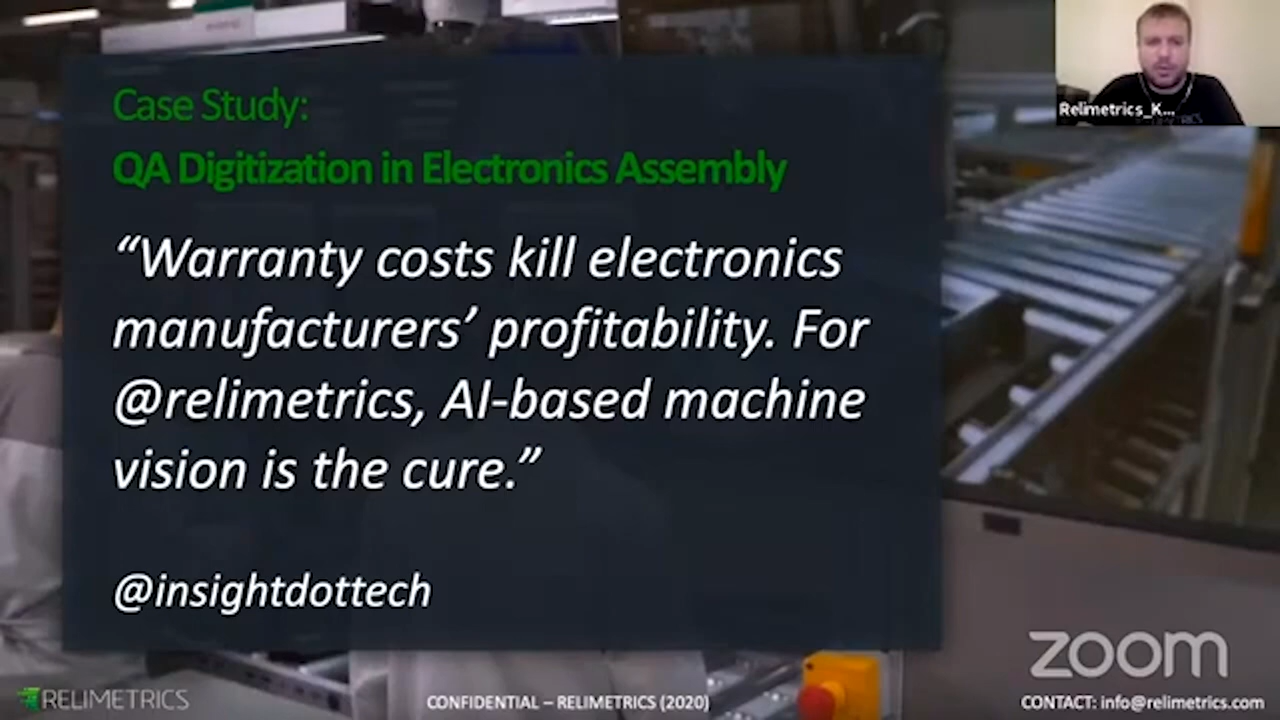 Case Study:
QA Digitization in Electronics Assembly
“Warranty costs kill electronics
manufacturers’ profitability. For
@relimetrics, AI-based machine
vision is the cure.”
@insightdottech
Relimetrics_K...
zoom
RELIMETRICS
CONFIDENTIAL – RELIMETRICS (2020)
CONTACT: info@relimetrics.com